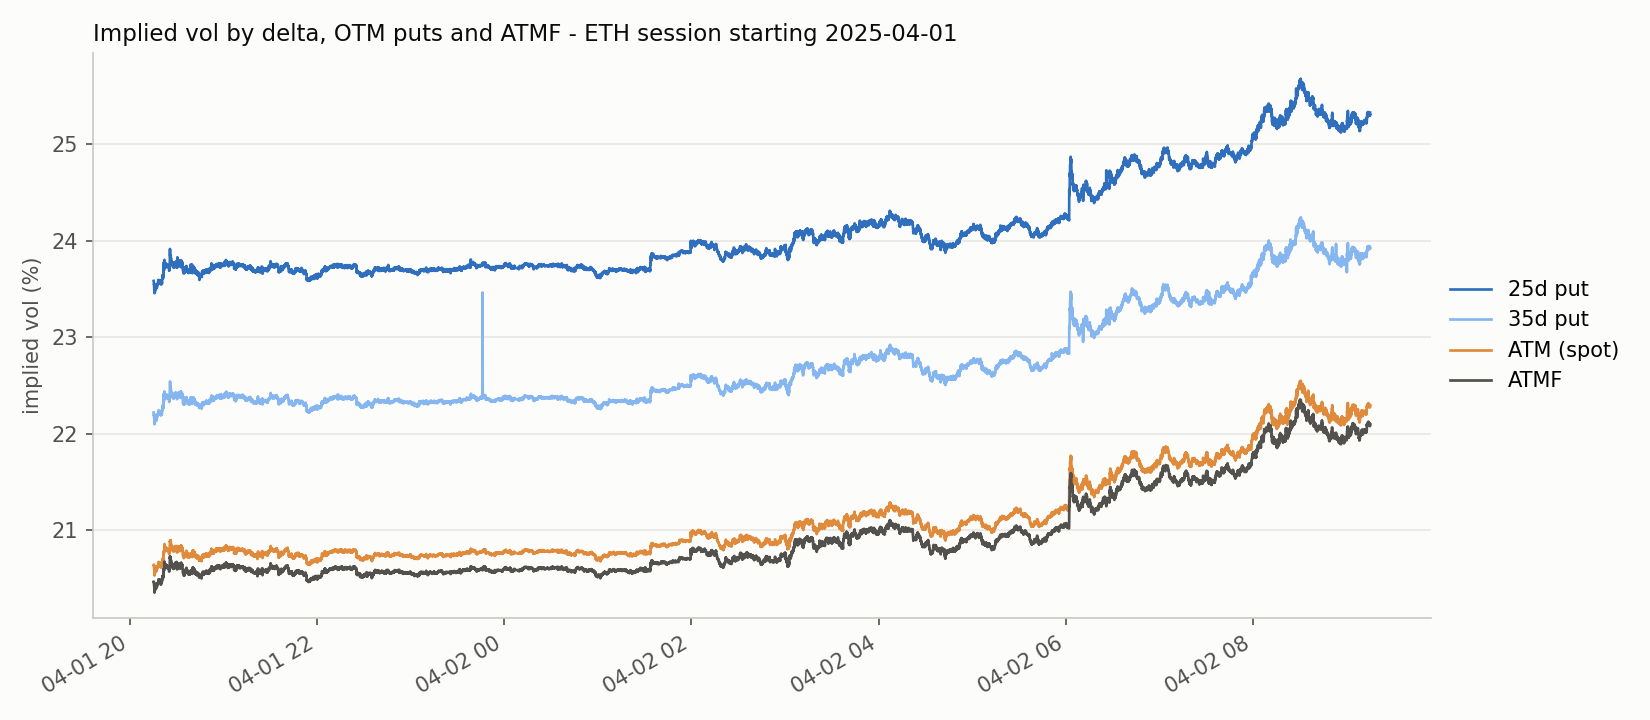 Implied vol by delta, OTM puts and ATMF - ETH session starting 2025-04-01
implied vol (%)
25
24
23
22
21
04-01 20
04-01 22
04-02 00
04-02 02
04-02 04
04-02 06
04-02 08
25d put
35d put
ATM (spot)
ATMF